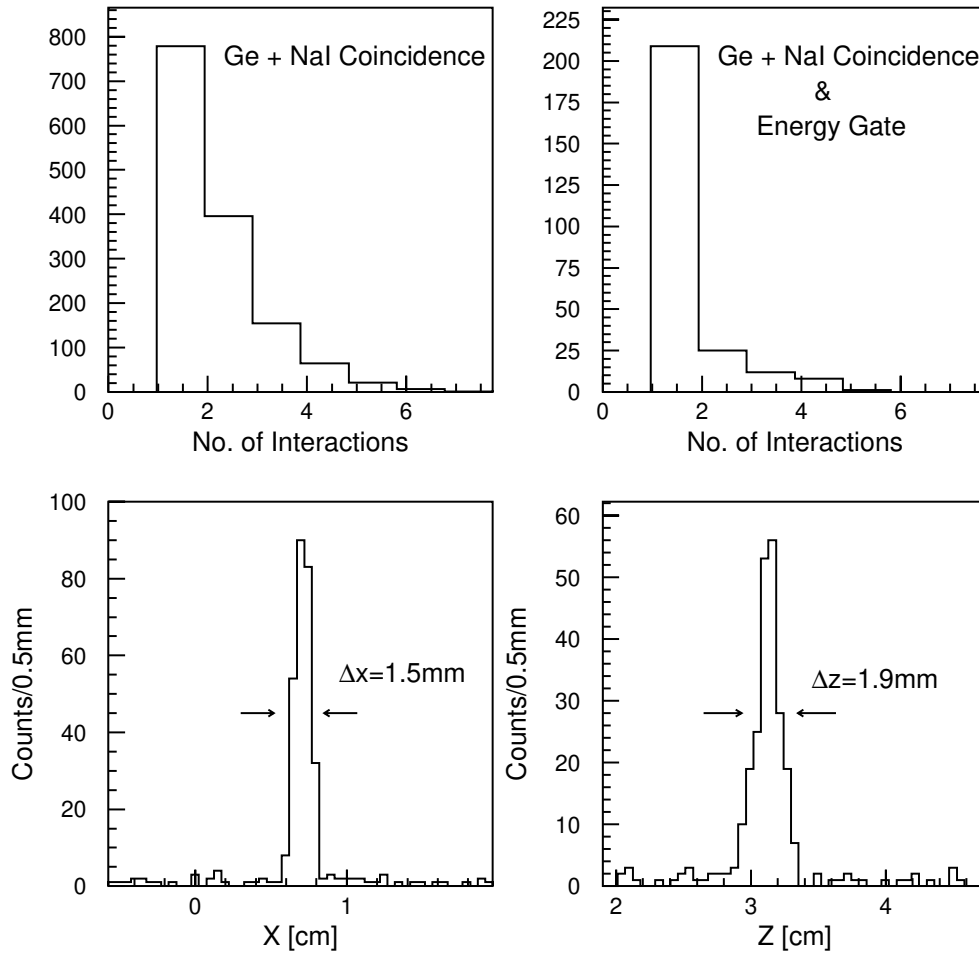 800
700
600
500
400
300
200
100
0
Ge + NaI Coincidence
0 2 4 6
No. of Interactions
225
200
175
150
125
100
75
50
25
0
Ge + NaI Coincidence
&
Energy Gate
0 2 4 6
No. of Interactions
100
80
60
40
20
0
Counts/0.5mm
Δx=1.5mm
0 1
X [cm]
60
50
40
30
20
10
0
Counts/0.5mm
Δz=1.9mm
2 3 4
Z [cm]